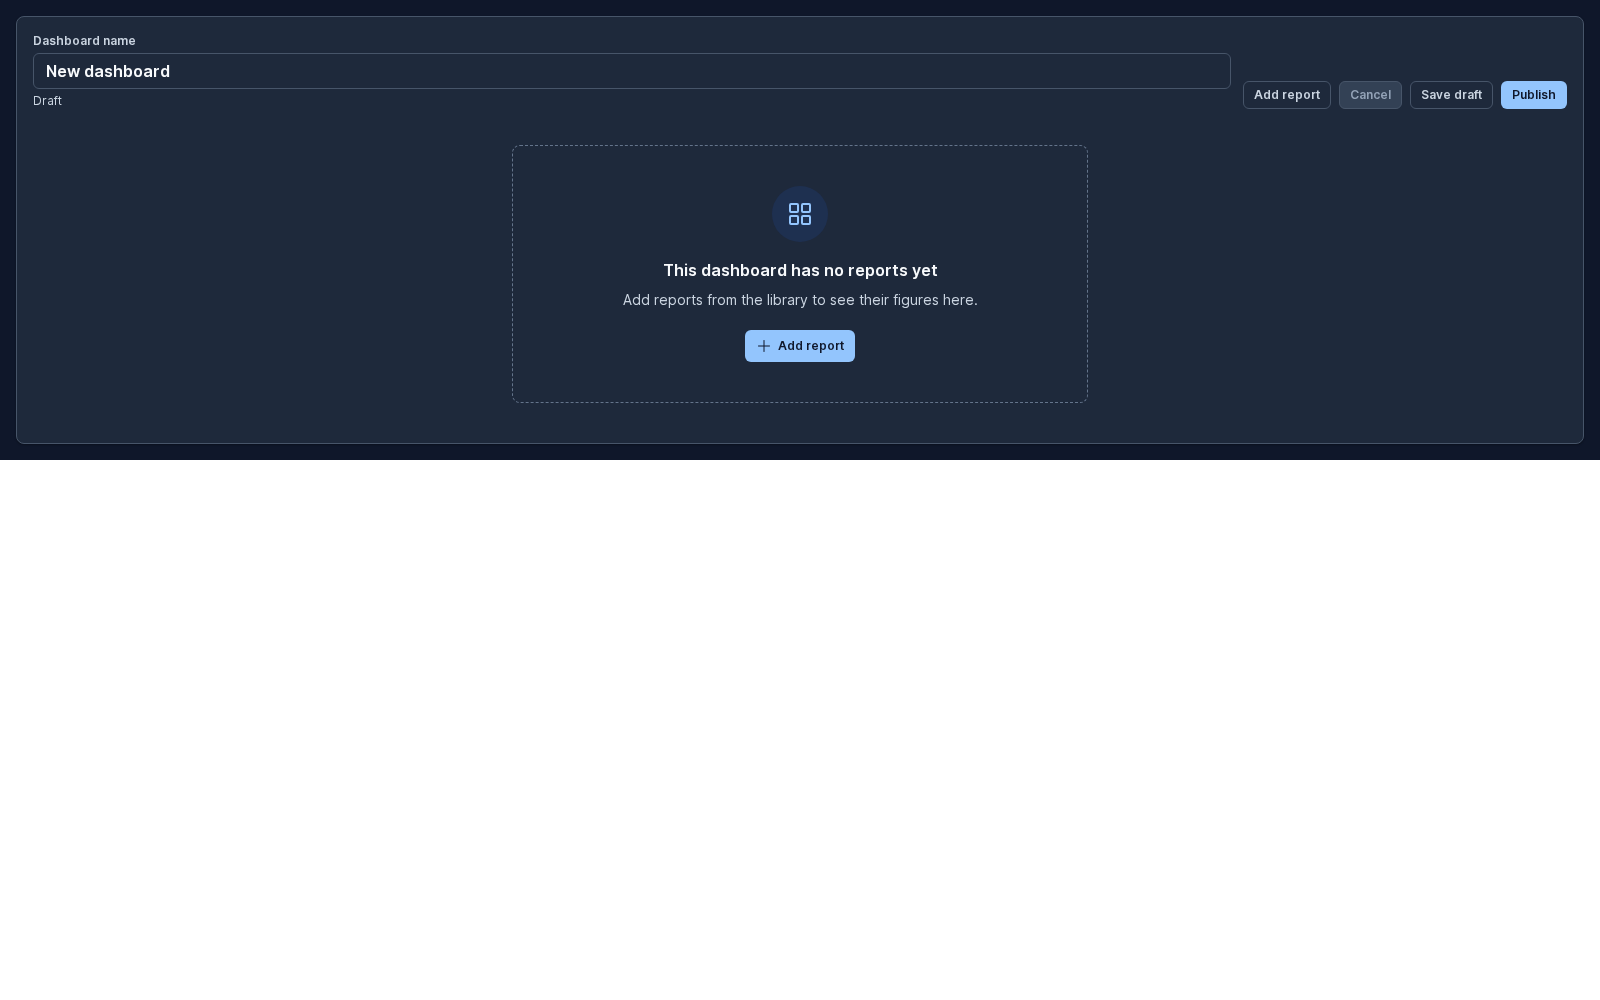 Dashboard name
New dashboard
Draft
Add report
Cancel
Save draft
Publish
This dashboard has no reports yet
Add reports from the library to see their figures here.
Add report